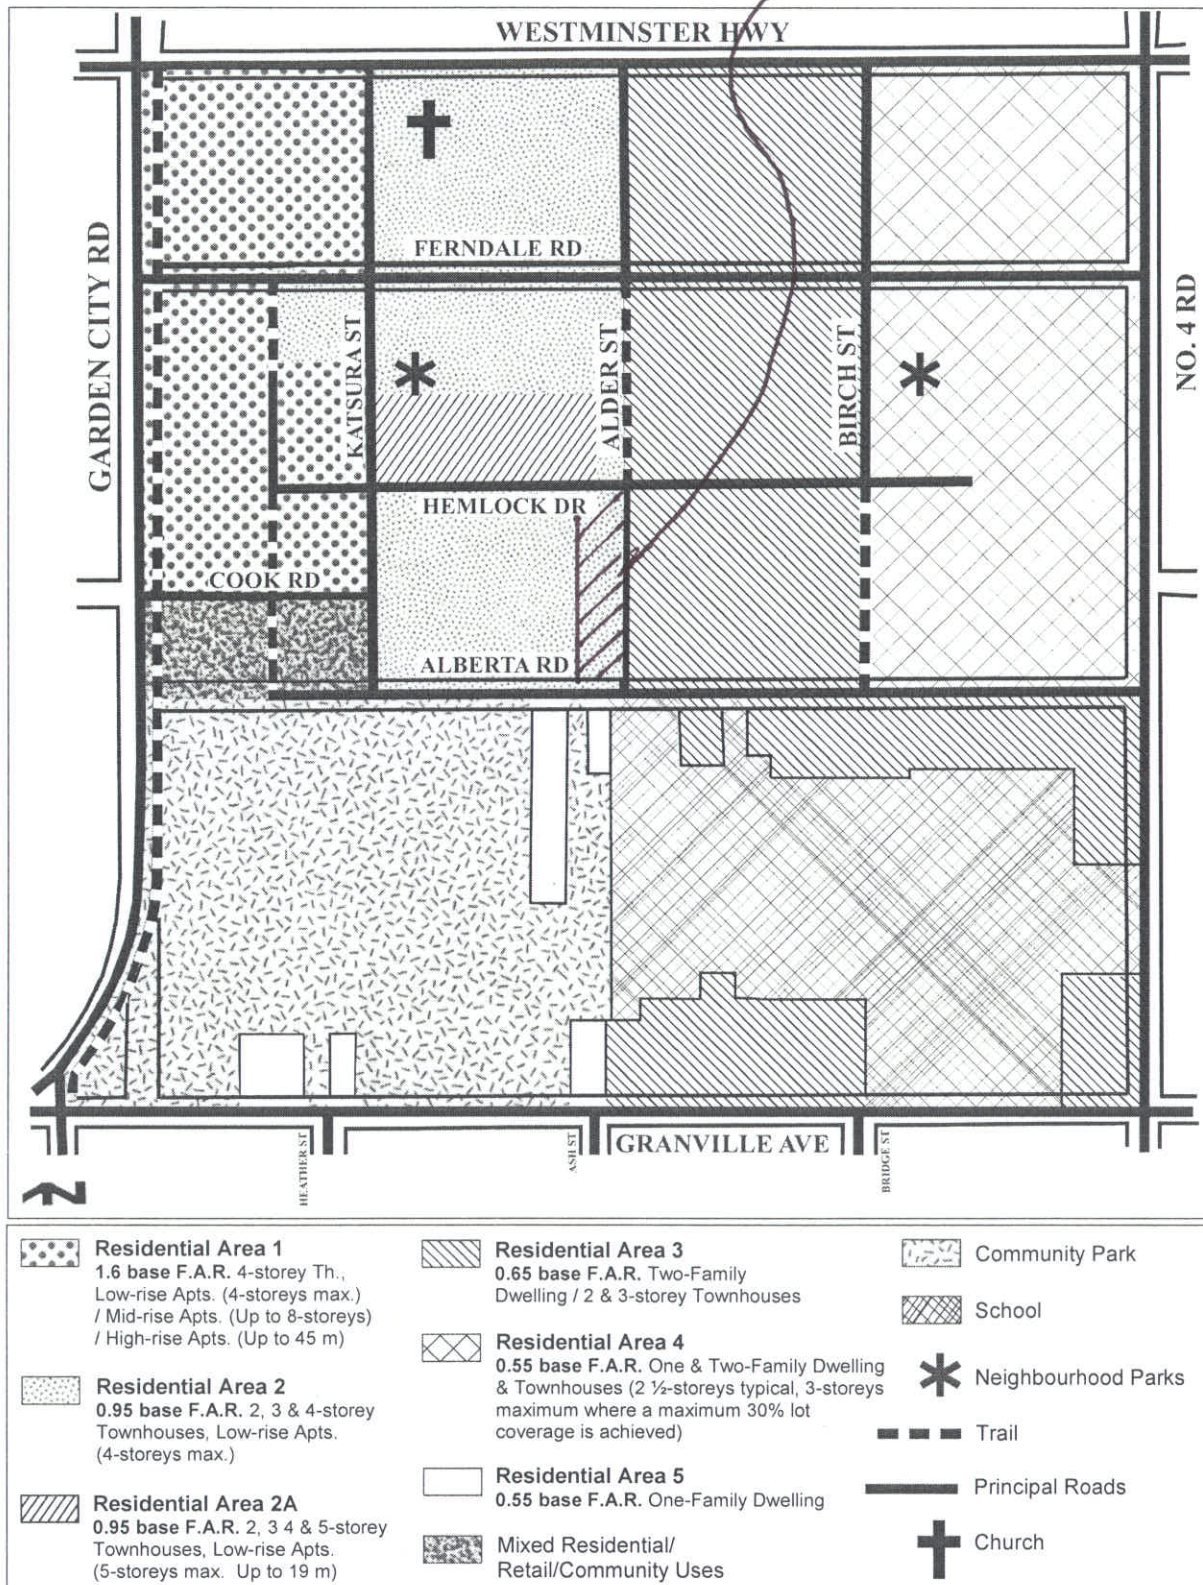 WESTMINSTER HWY
FERNDALE RD
GARDEN CITY RD
KATSURA ST
ALDER ST
BIRCH ST
NO. 4 RD
HEMLOCK DR
COOK RD
ALBERTA RD
GRANVILLE AVE
HEATHER ST
ASH ST
BRIDGE ST
N
Residential Area 1
1.6 base F.A.R. 4-storey Th.,
Low-rise Apts. (4-storeys max.)
/ Mid-rise Apts. (Up to 8-storeys)
/ High-rise Apts. (Up to 45 m)
Residential Area 2
0.95 base F.A.R. 2, 3 & 4-storey
Townhouses, Low-rise Apts.
(4-storeys max.)
Residential Area 2A
0.95 base F.A.R. 2, 3 4 & 5-storey
Townhouses, Low-rise Apts.
(5-storeys max. Up to 19 m)
Residential Area 3
0.65 base F.A.R. Two-Family
Dwelling / 2 & 3-storey Townhouses
Residential Area 4
0.55 base F.A.R. One & Two-Family Dwelling
& Townhouses (2 ½-storeys typical, 3-storeys
maximum where a maximum 30% lot
coverage is achieved)
Residential Area 5
0.55 base F.A.R. One-Family Dwelling
Mixed Residential/
Retail/Community Uses
Community Park
School
Neighbourhood Parks
Trail
Principal Roads
Church